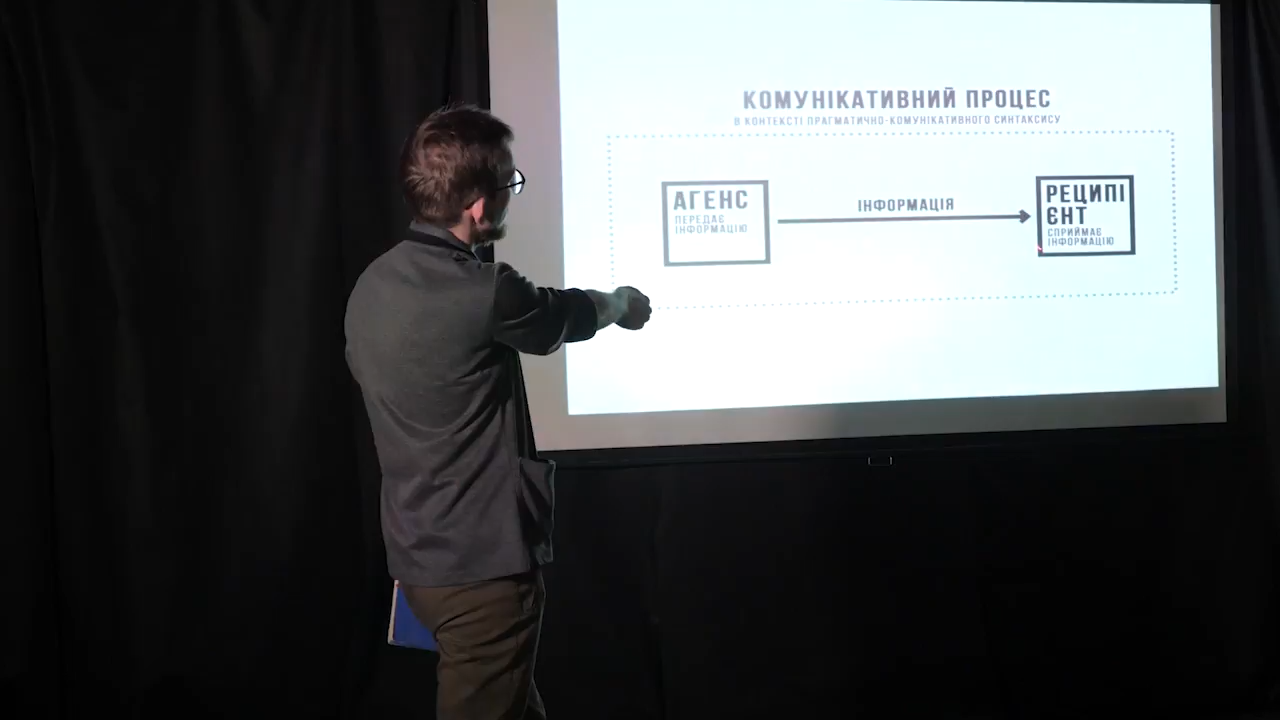 КОМУНІКАТИВНИЙ ПРОЦЕС
В КОНТЕКСТІ ПРАГМАТИЧНО-КОМУНІКАТИВНОГО СИНТАКСИСУ
АГЕНС
ПЕРЕДАЄ
ІНФОРМАЦІЮ
ІНФОРМАЦІЯ
РЕЦИПІ
ЄНТ
СПРИЙМАЄ
ІНФОРМАЦІЮ